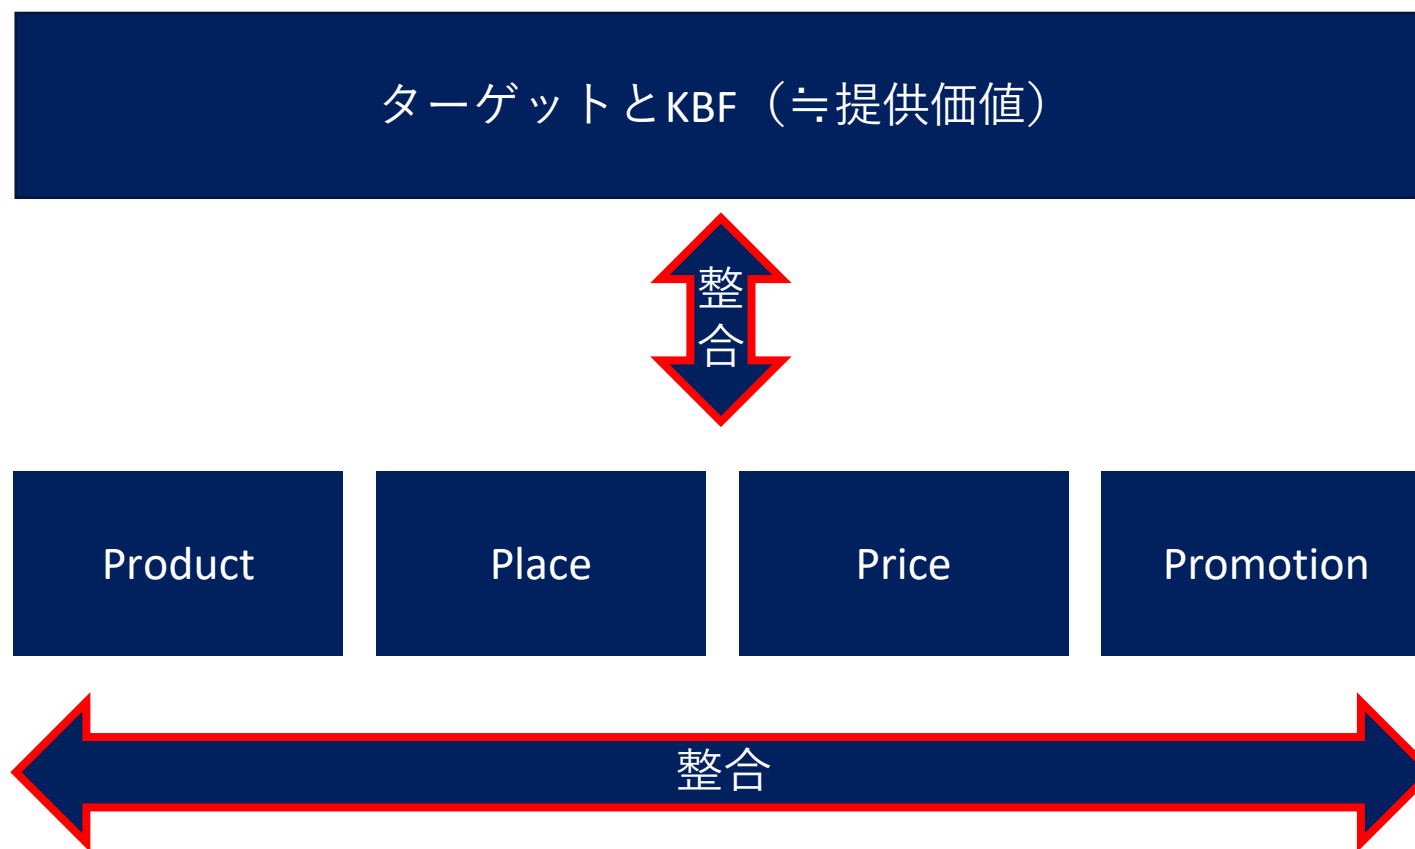 ターゲットとKBF（≒提供価値）
整
合
Product
Place
Price
Promotion
整合